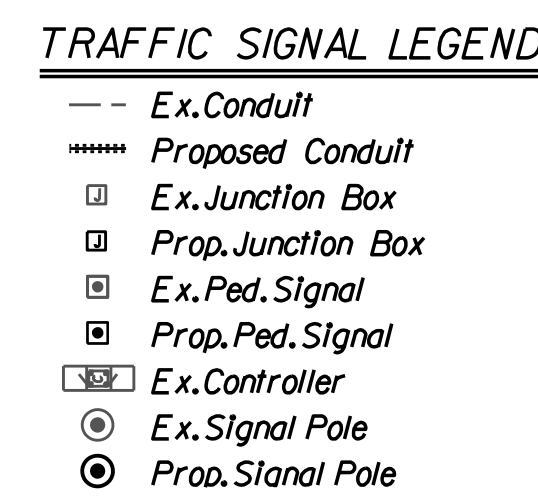 TRAFFIC SIGNAL LEGEND
Ex.Conduit
Proposed Conduit
J Ex.Junction Box
J Prop.Junction Box
Ex.Ped.Signal
Prop.Ped.Signal
Ex.Controller
Ex.Signal Pole
Prop.Signal Pole